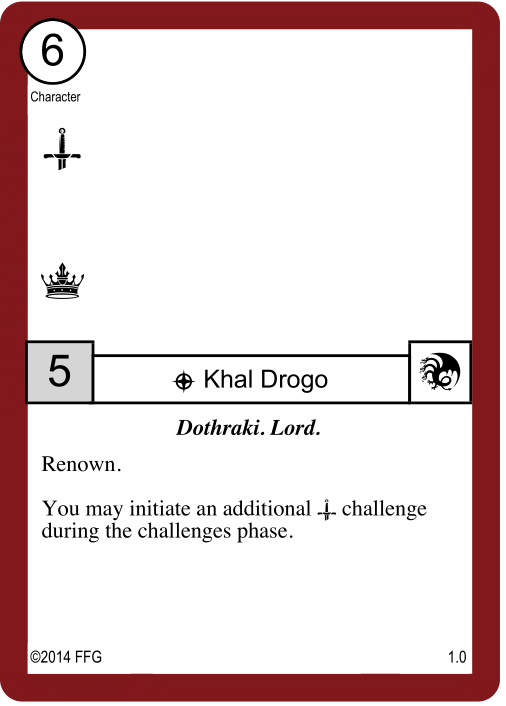 6
Character
5
Khal Drogo
Dothraki. Lord.
Renown.
You may initiate an additional challenge
during the challenges phase.
©2014 FFG
1.0